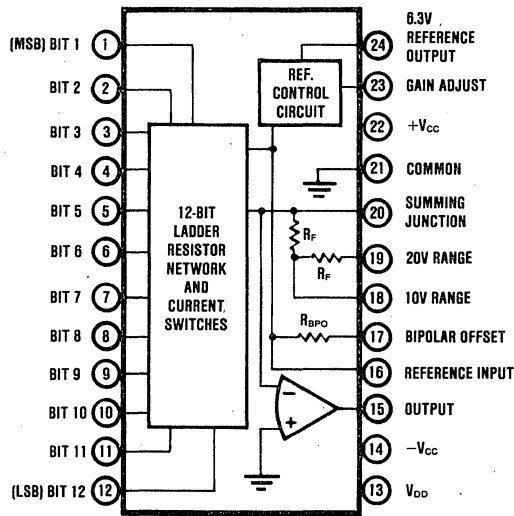 (MSB) BIT 1 1
BIT 2 2
BIT 3 3
BIT 4 4
BIT 5 5
BIT 6 6
BIT 7 7
BIT 8 8
BIT 9 9
BIT 10 10
BIT 11 11
(LSB) BIT 12 12
12-BIT
LADDER
RESISTOR
NETWORK
AND
CURRENT
SWITCHES
REF.
CONTROL
CIRCUIT
RF
RF
RBPO
−
+
6.3V
24 REFERENCE
OUTPUT
23 GAIN ADJUST
22 +VCC
21 COMMON
20 SUMMING
JUNCTION
19 20V RANGE
18 10V RANGE
17 BIPOLAR OFFSET
16 REFERENCE INPUT
15 OUTPUT
14 −VCC
13 VDD